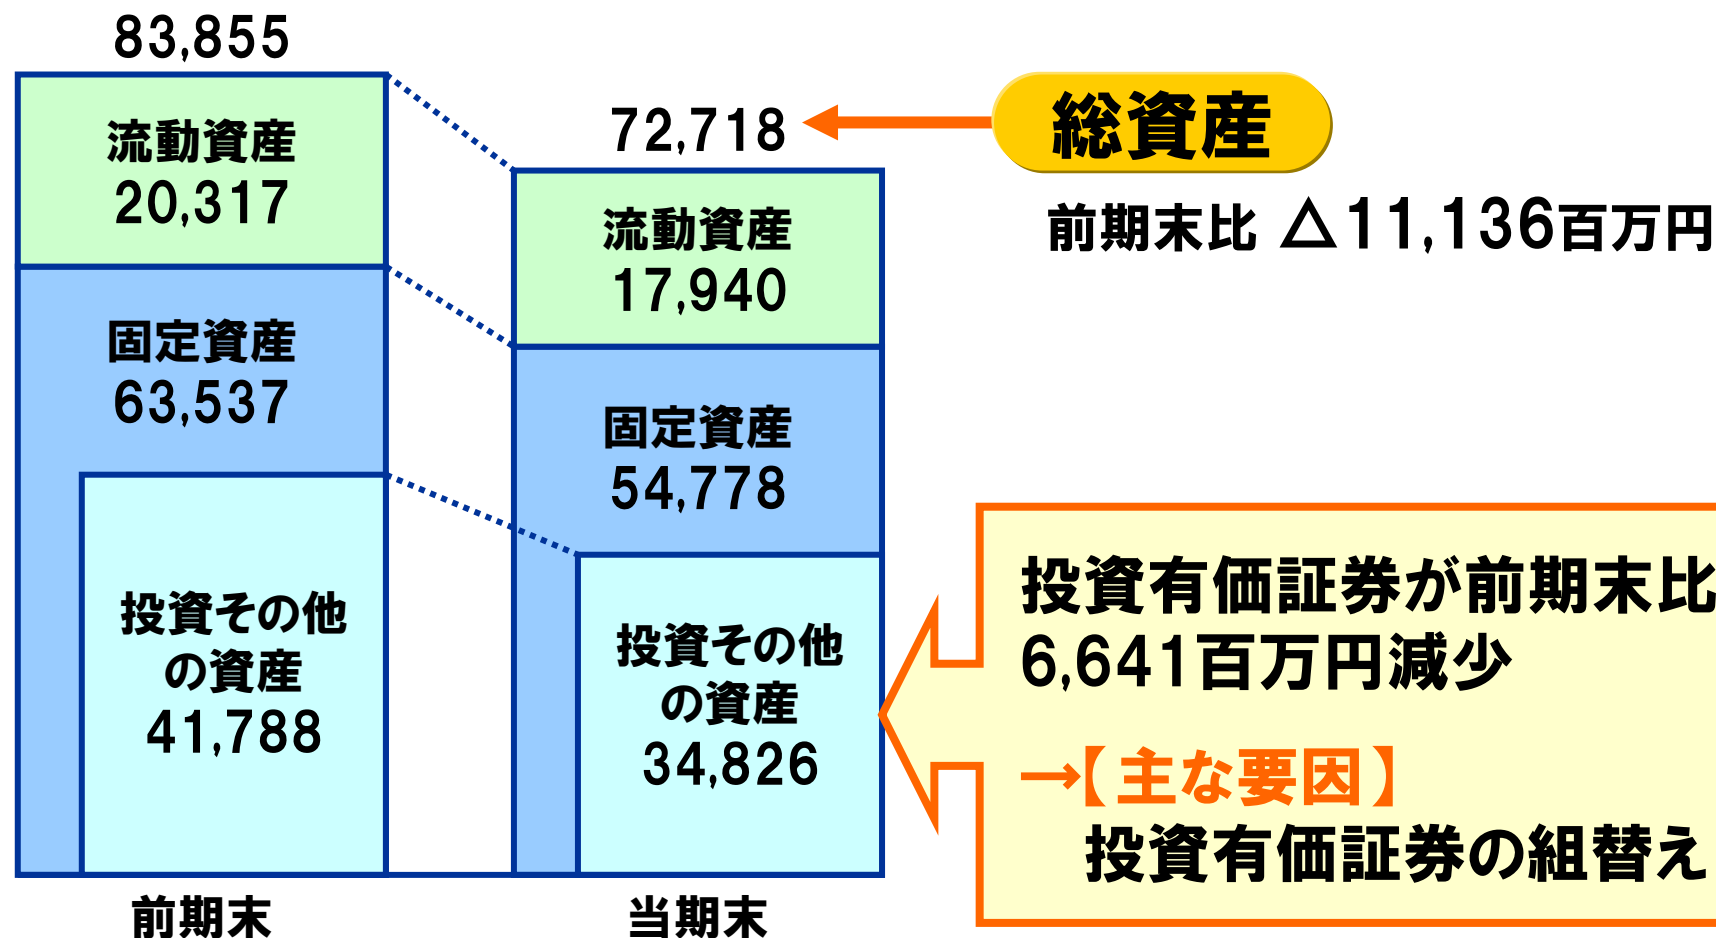 83,855
流動資産
20,317
固定資産
63,537
投資その他
の資産
41,788
前期末
72,718
流動資産
17,940
固定資産
54,778
投資その他
の資産
34,826
当期末
総資産
前期末比 △11,136百万円
投資有価証券が前期末比
6,641百万円減少
→【主な要因】
投資有価証券の組替え